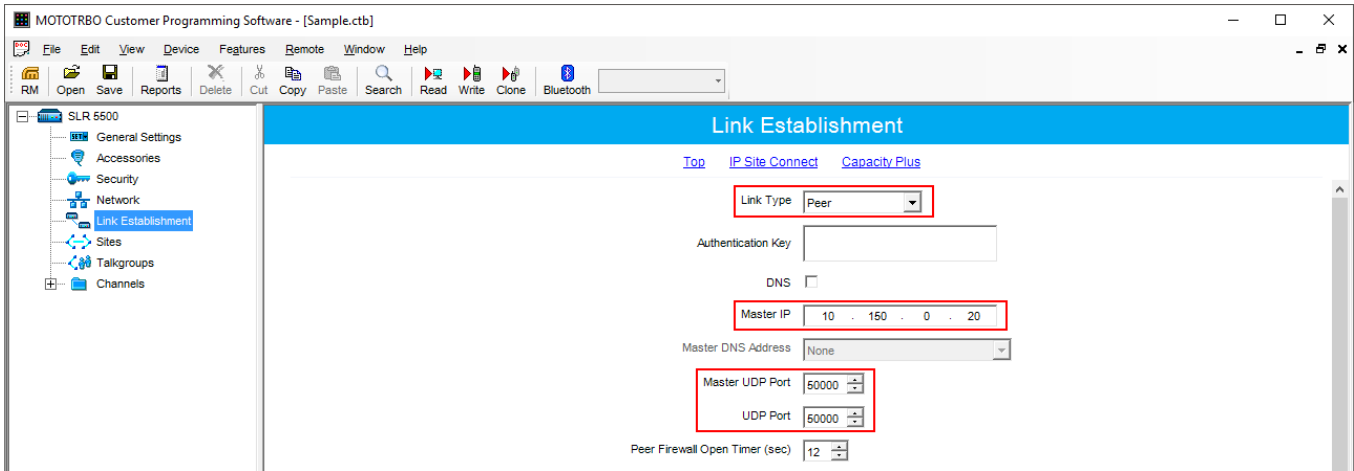 MOTOTRBO Customer Programming Software - [Sample.ctb]
File Edit View Device Features Remote Window Help
RM Open Save Reports Delete Cut Copy Paste Search Read Write Clone Bluetooth
SLR 5500
General Settings
Accessories
Security
Network
Link Establishment
Sites
Talkgroups
Channels
Link Establishment
Top IP Site Connect Capacity Plus
Link Type Peer
Authentication Key
DNS
Master IP 10 . 150 . 0 . 20
Master DNS Address None
Master UDP Port 50000
UDP Port 50000
Peer Firewall Open Timer (sec) 12